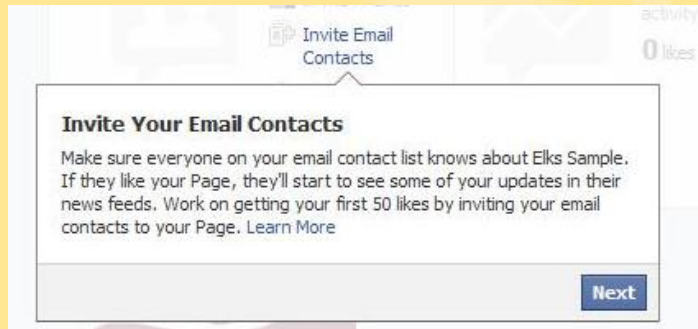 activity
Invite Email
Contacts
0 likes
Invite Your Email Contacts
Make sure everyone on your email contact list knows about Elks Sample.
If they like your Page, they'll start to see some of your updates in their
news feeds. Work on getting your first 50 likes by inviting your email
contacts to your Page. Learn More
Next